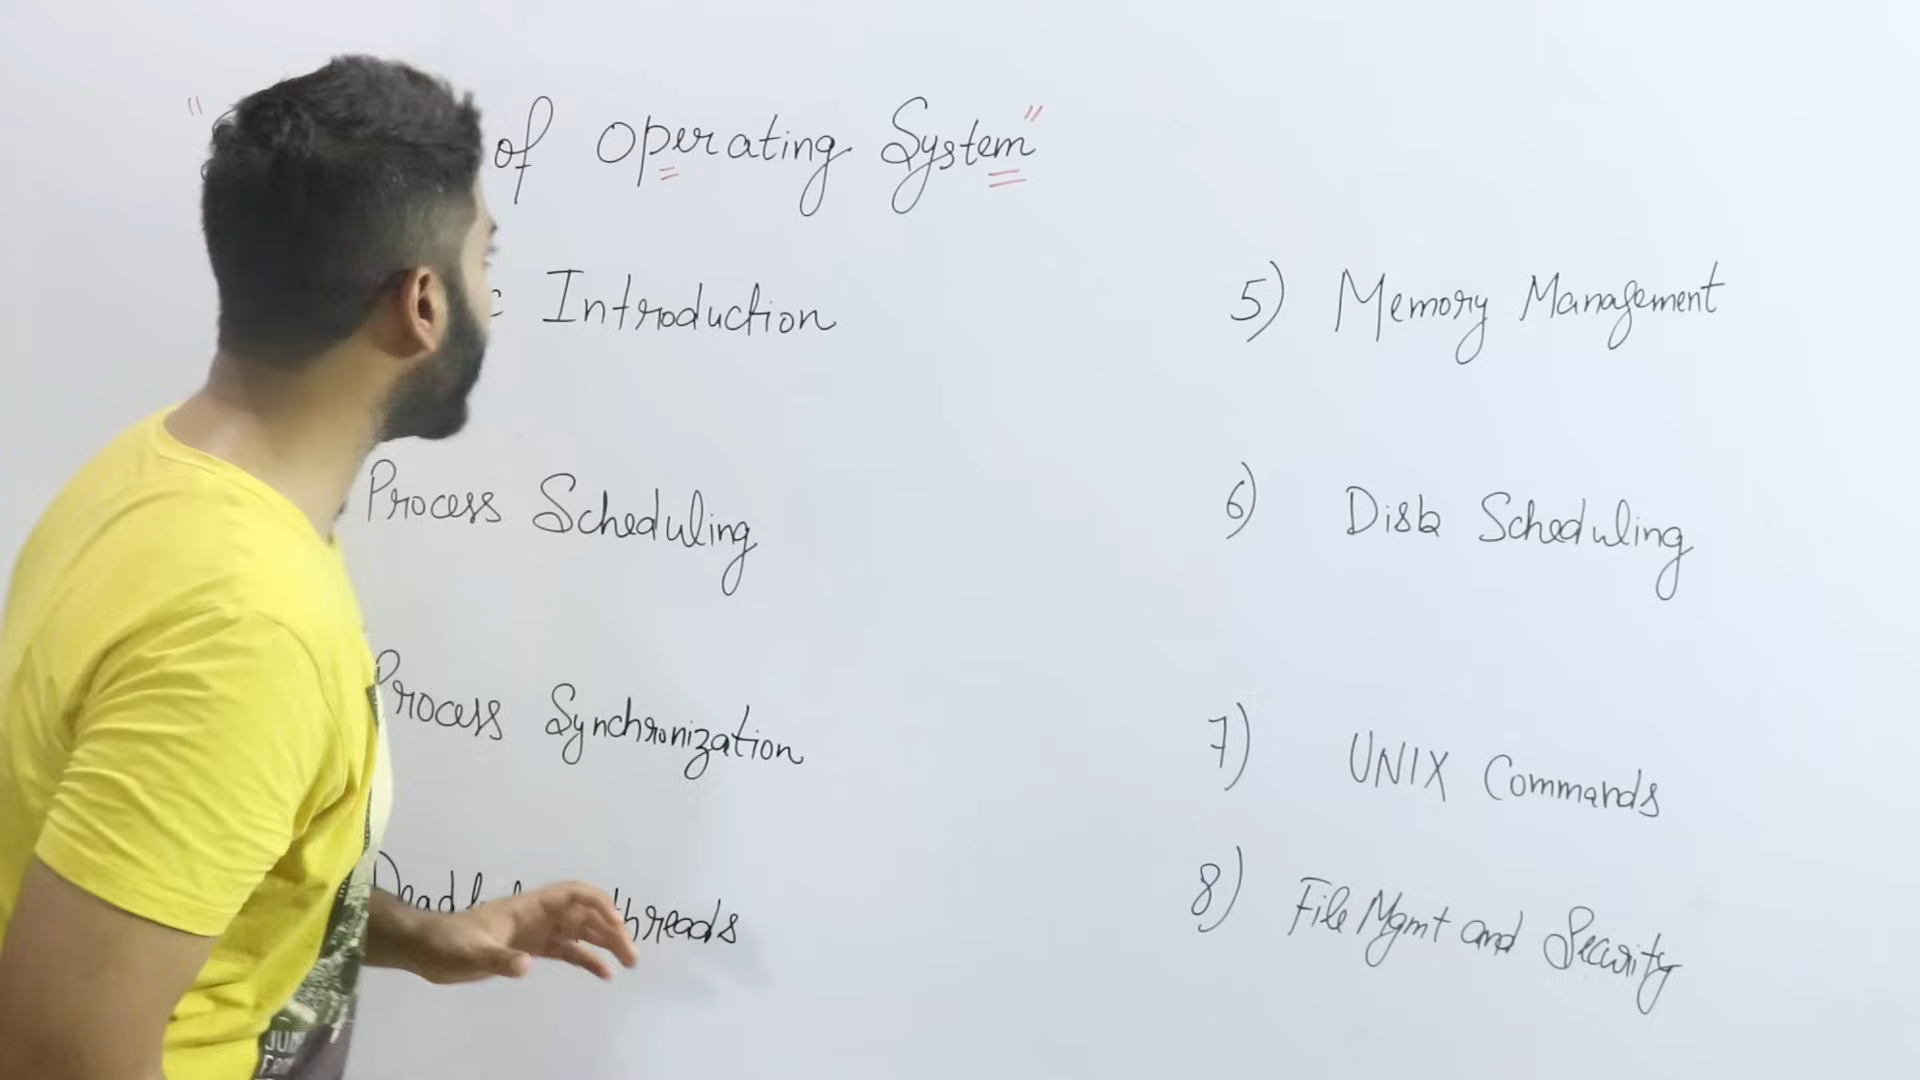 " of Operating System"
Introduction
Process Scheduling
Process Synchronization
threads
5) Memory Management
6) Disk Scheduling
7) UNIX Commands
8) File Mgmt and Security